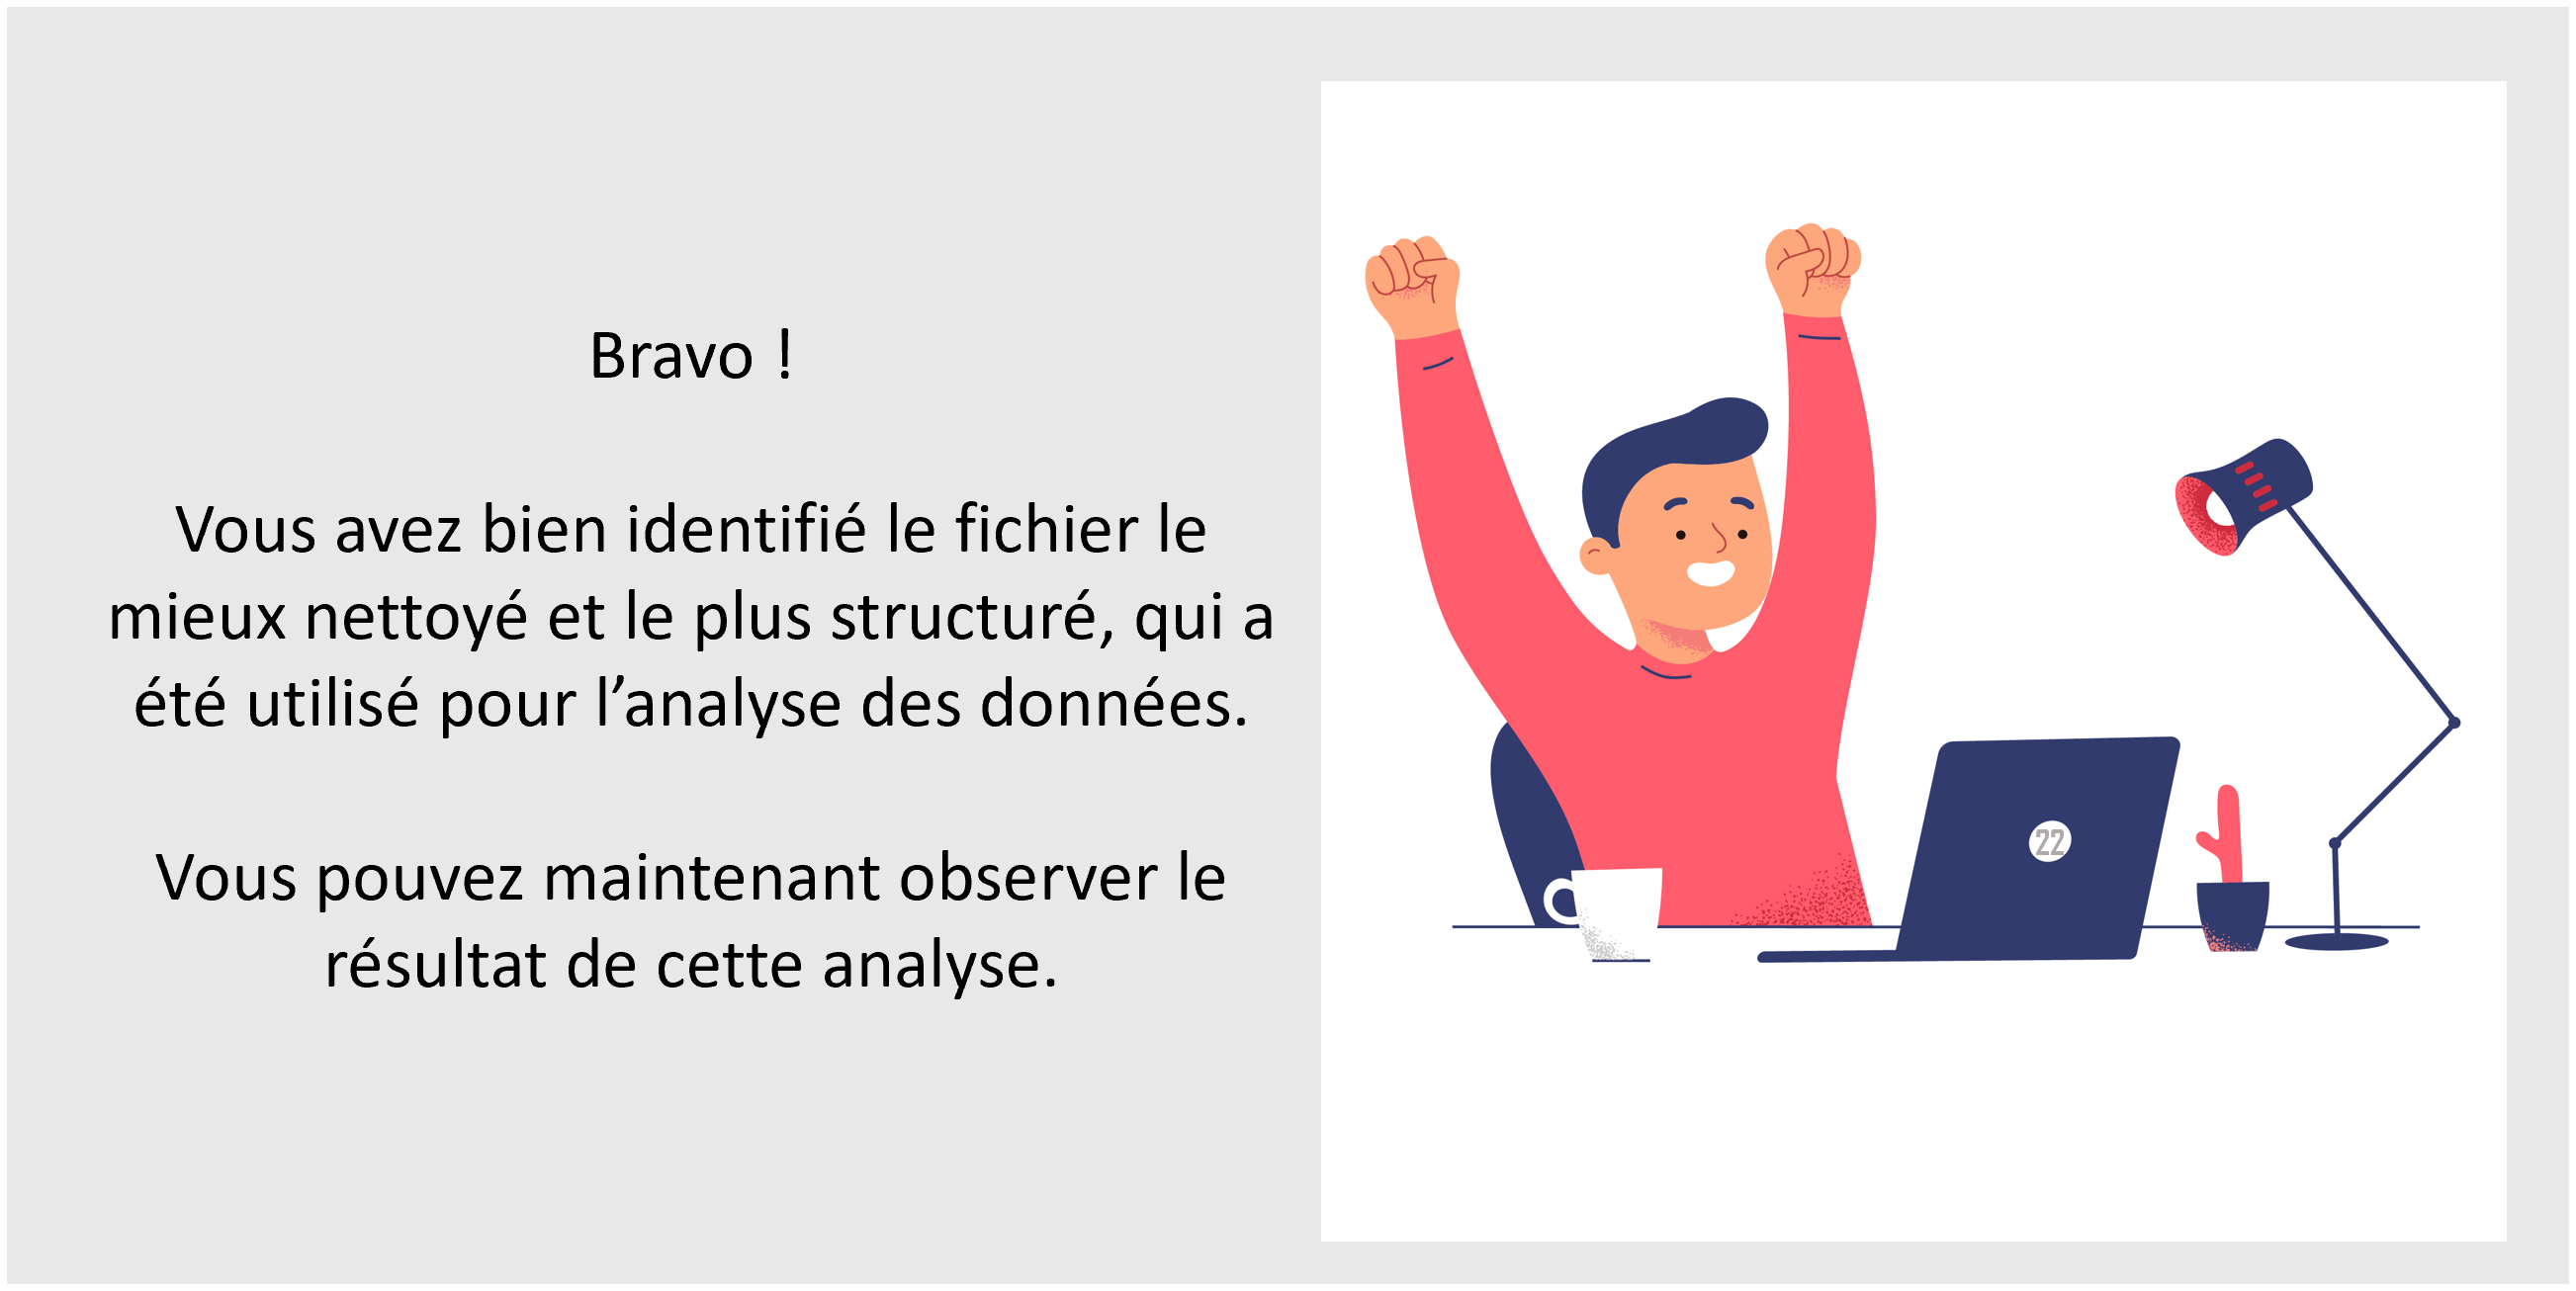 Bravo !
Vous avez bien identifié le fichier le
mieux nettoyé et le plus structuré, qui a
été utilisé pour l’analyse des données.
Vous pouvez maintenant observer le
résultat de cette analyse.
22